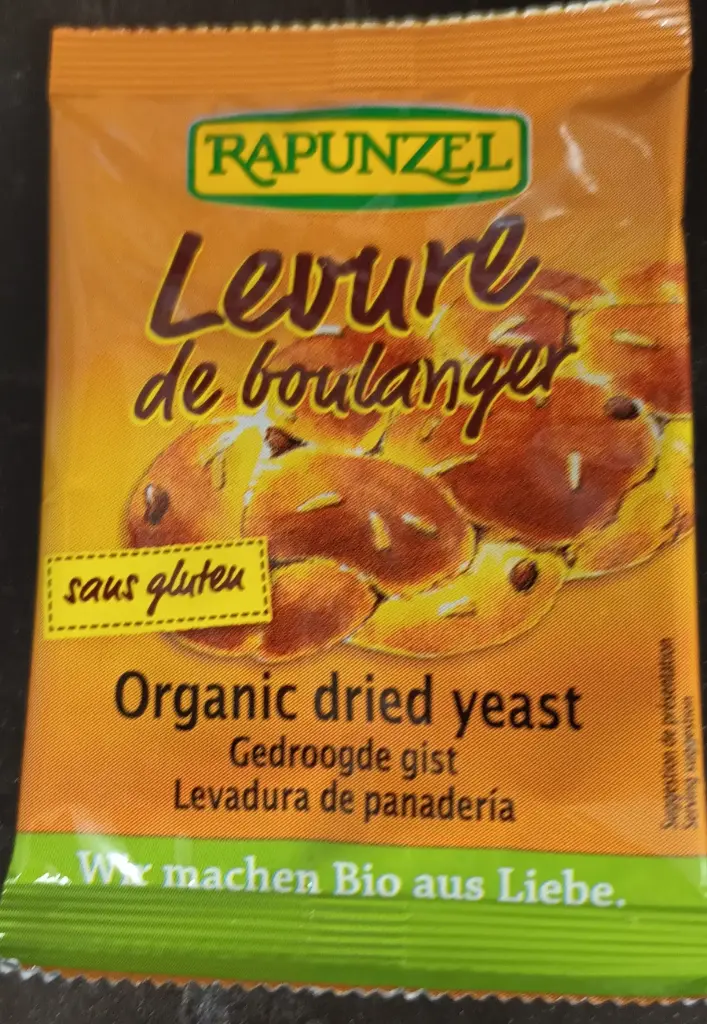 RAPUNZEL
Levure
de boulanger
sans gluten
Organic dried yeast
Gedroogde gist
Levadura de panadería
Suggestion de présentation
Serving suggestion
Wir machen Bio aus Liebe.